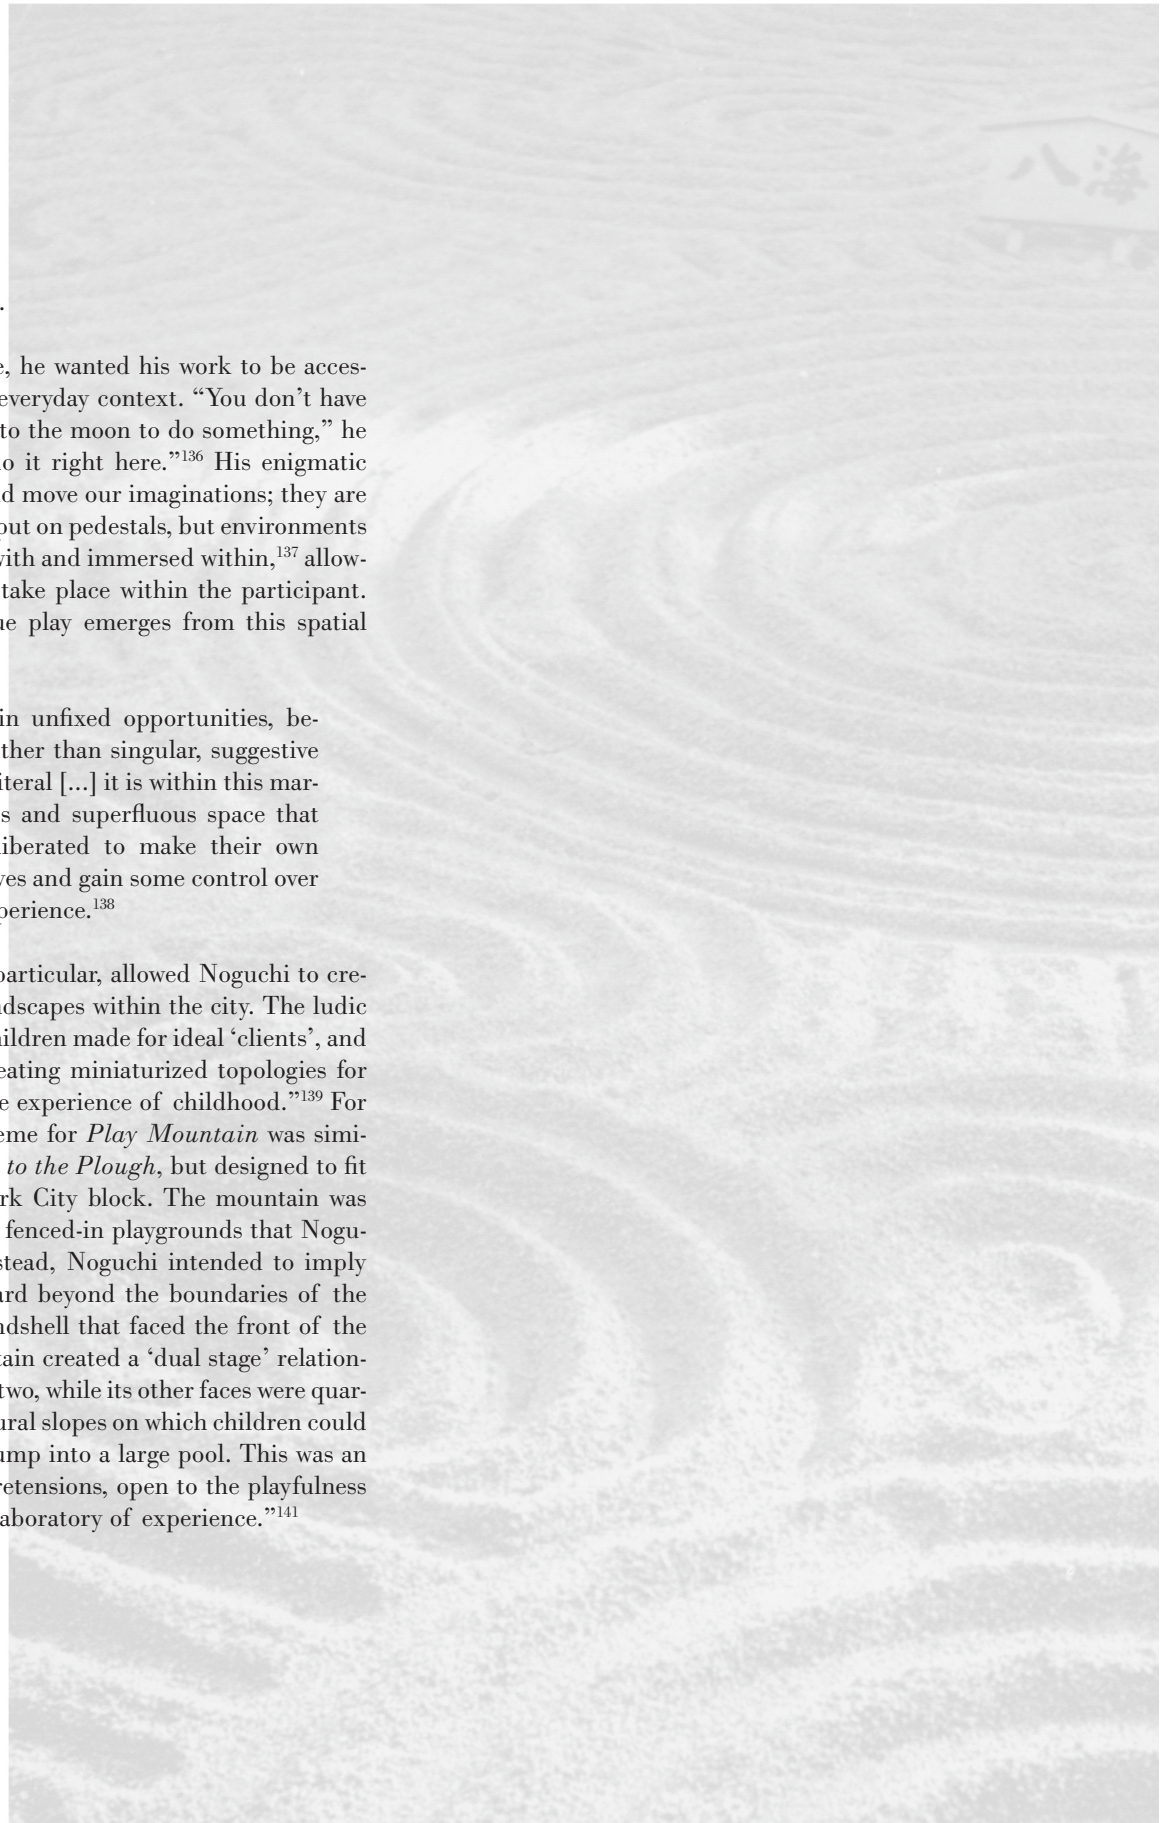 八海
.
e, he wanted his work to be acces-
everyday context. “You don’t have
to the moon to do something,” he
o it right here.”136 His enigmatic
d move our imaginations; they are
out on pedestals, but environments
with and immersed within,137 allow-
take place within the participant.
ue play emerges from this spatial
in unfixed opportunities, be-
ther than singular, suggestive
iteral [...] it is within this mar-
s and superfluous space that
liberated to make their own
ves and gain some control over
perience.138
particular, allowed Noguchi to cre-
ndscapes within the city. The ludic
hildren made for ideal ‘clients’, and
eating miniaturized topologies for
e experience of childhood.”139 For
eme for Play Mountain was simi-
to the Plough, but designed to fit
rk City block. The mountain was
fenced-in playgrounds that Nogu-
stead, Noguchi intended to imply
ard beyond the boundaries of the
ndshell that faced the front of the
tain created a ‘dual stage’ relation-
two, while its other faces were quar-
ural slopes on which children could
ump into a large pool. This was an
retensions, open to the playfulness
aboratory of experience.”141